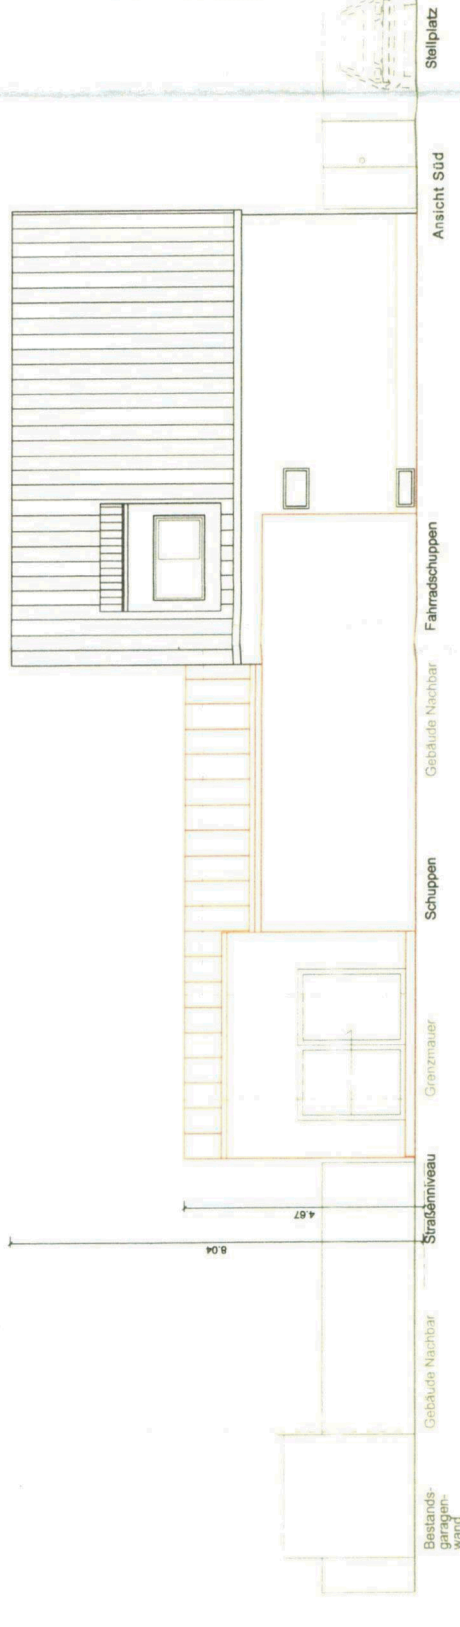 Bestands-
garagen-
wand
Gebäude Nachbar
8.04
4.67
Straßenniveau
Grenzmauer
Schuppen
Gebäude Nachbar
Fahrradschuppen
Ansicht Süd
Stellplatz